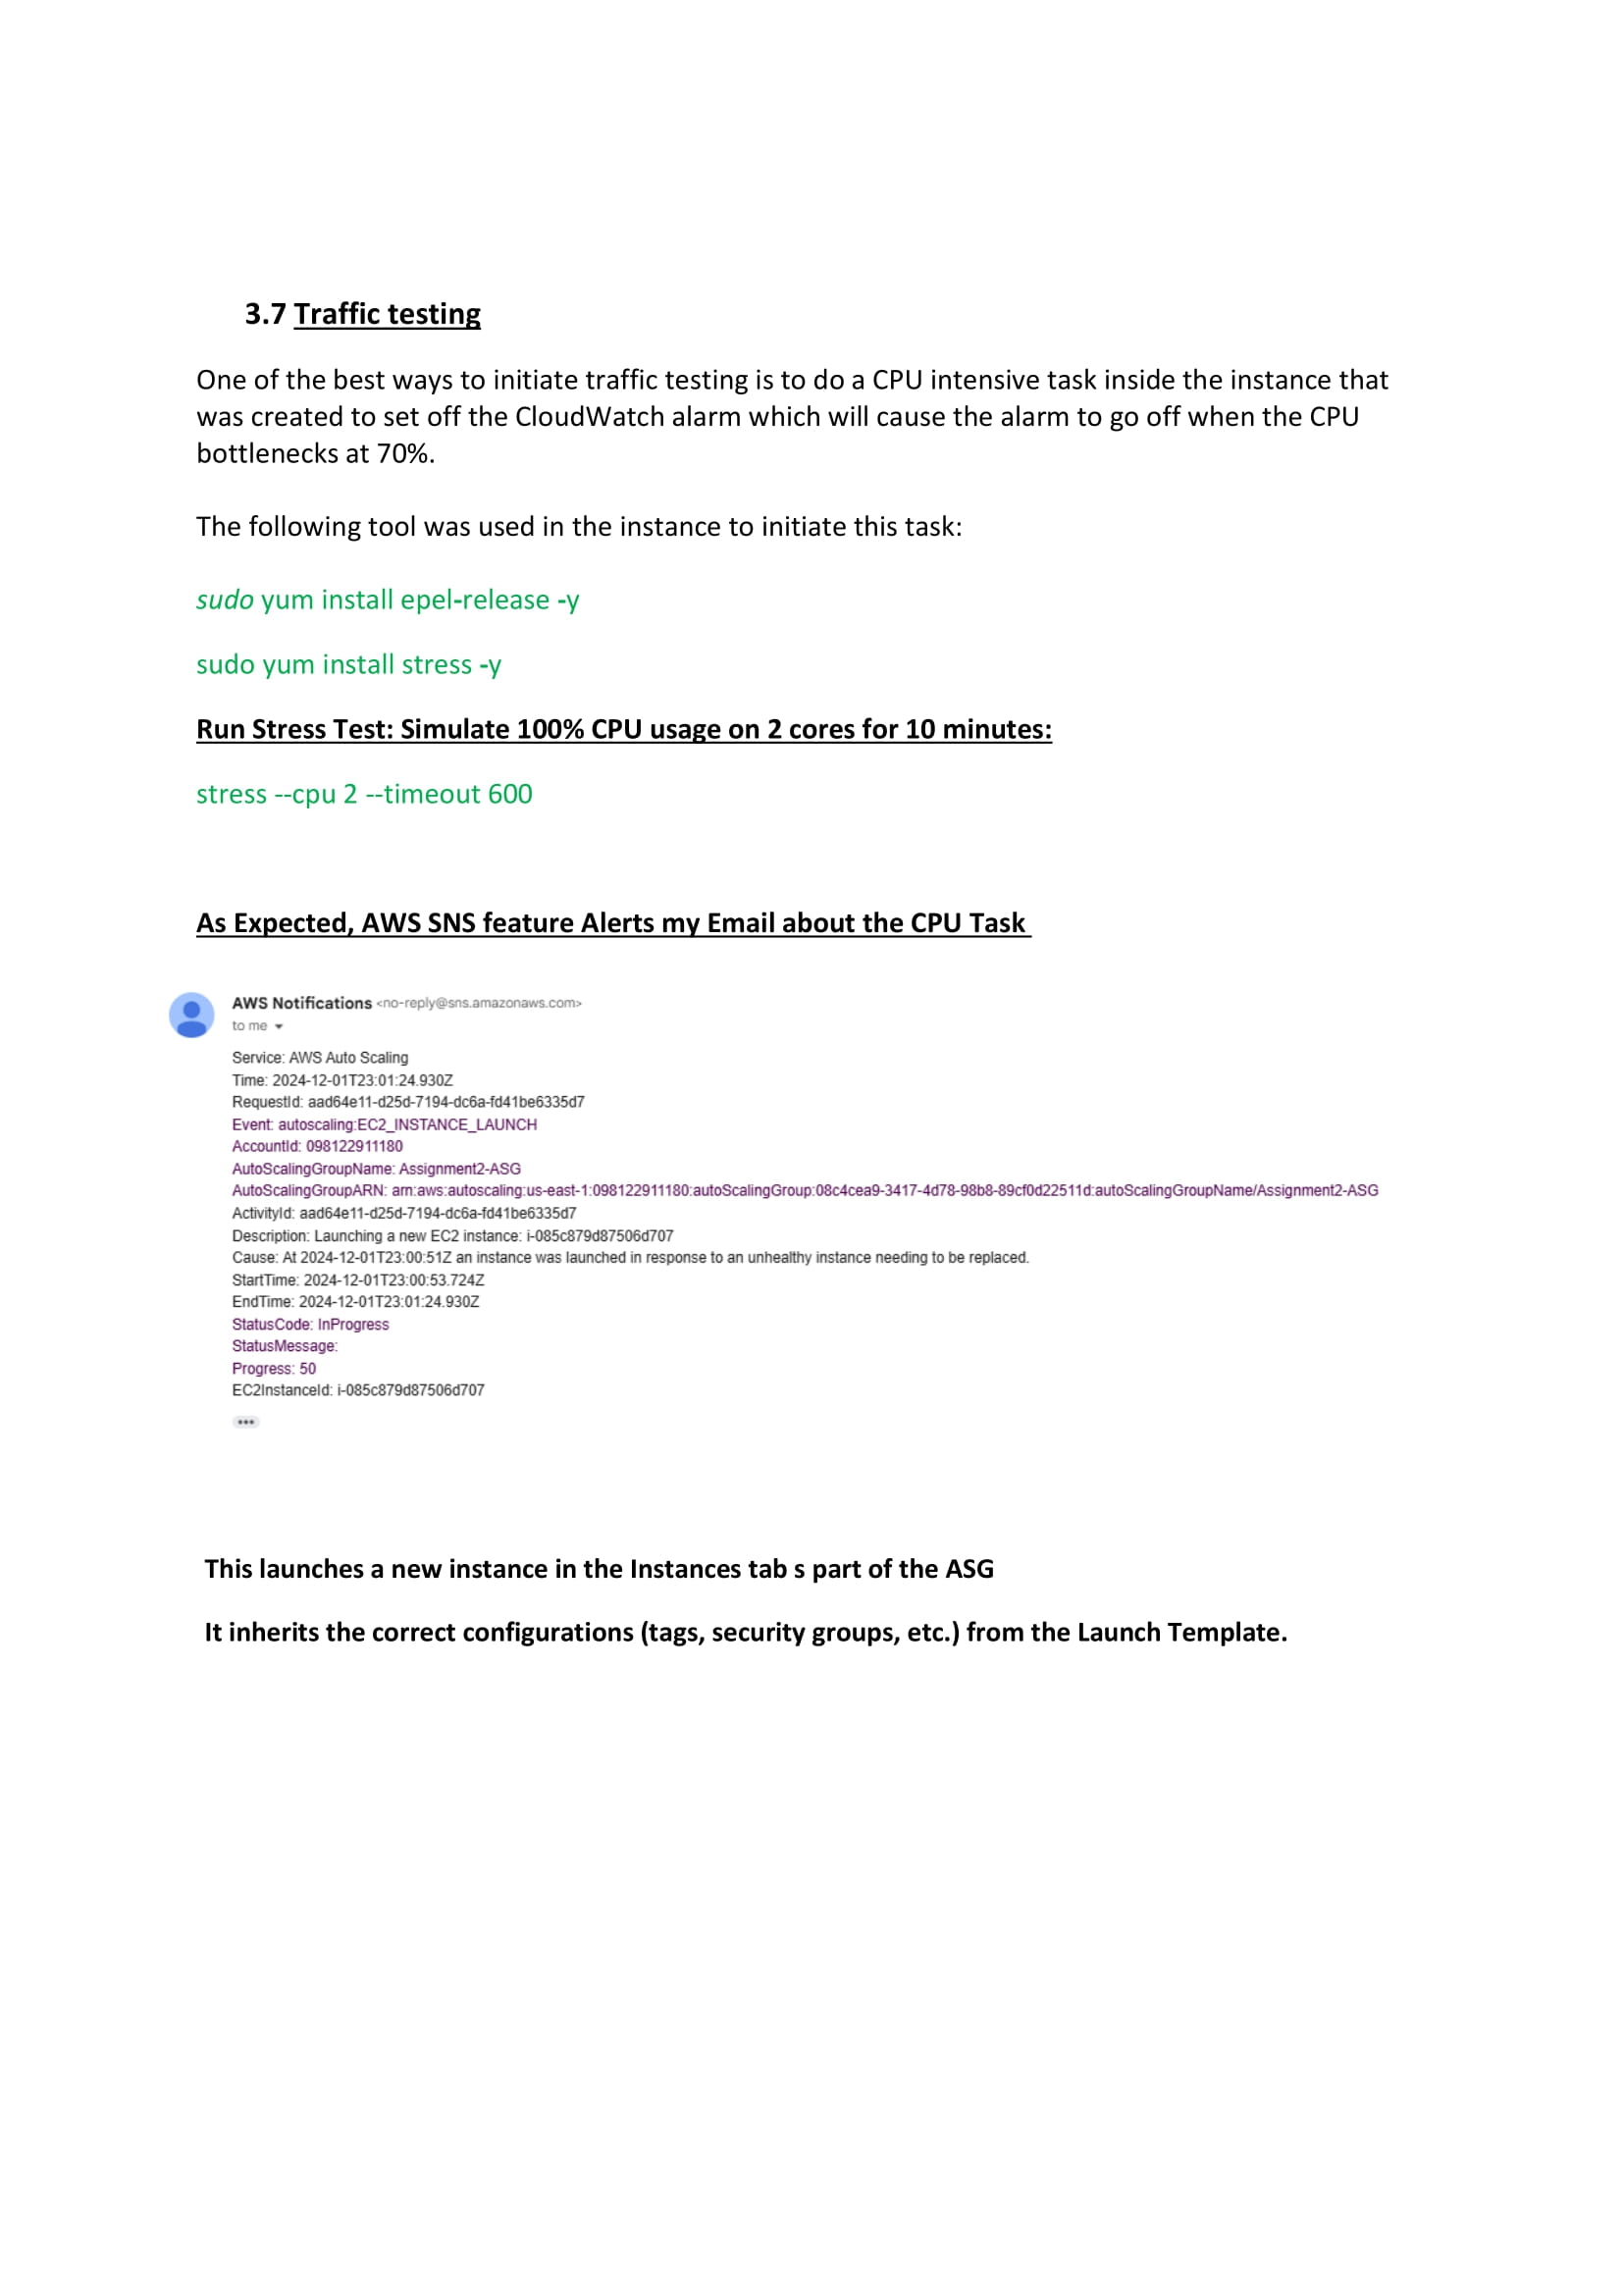 3.7 Traffic testing
One of the best ways to initiate traffic testing is to do a CPU intensive task inside the instance that
was created to set off the CloudWatch alarm which will cause the alarm to go off when the CPU
bottlenecks at 70%.
The following tool was used in the instance to initiate this task:
sudo yum install epel-release -y
sudo yum install stress -y
Run Stress Test: Simulate 100% CPU usage on 2 cores for 10 minutes:
stress --cpu 2 --timeout 600
As Expected, AWS SNS feature Alerts my Email about the CPU Task
AWS Notifications <no-reply@sns.amazonaws.com>
to me
Service: AWS Auto Scaling
Time: 2024-12-01T23:01:24.930Z
RequestId: aad64e11-d25d-7194-dc6a-fd41be6335d7
Event: autoscaling:EC2_INSTANCE_LAUNCH
AccountId: 098122911180
AutoScalingGroupName: Assignment2-ASG
AutoScalingGroupARN: arn:aws:autoscaling:us-east-1:098122911180:autoScalingGroup:08c4cea9-3417-4d78-98b8-89cf0d22511d:autoScalingGroupName/Assignment2-ASG
ActivityId: aad64e11-d25d-7194-dc6a-fd41be6335d7
Description: Launching a new EC2 instance: i-085c879d87506d707
Cause: At 2024-12-01T23:00:51Z an instance was launched in response to an unhealthy instance needing to be replaced.
StartTime: 2024-12-01T23:00:53.724Z
EndTime: 2024-12-01T23:01:24.930Z
StatusCode: InProgress
StatusMessage:
Progress: 50
EC2InstanceId: i-085c879d87506d707
This launches a new instance in the Instances tab s part of the ASG
It inherits the correct configurations (tags, security groups, etc.) from the Launch Template.